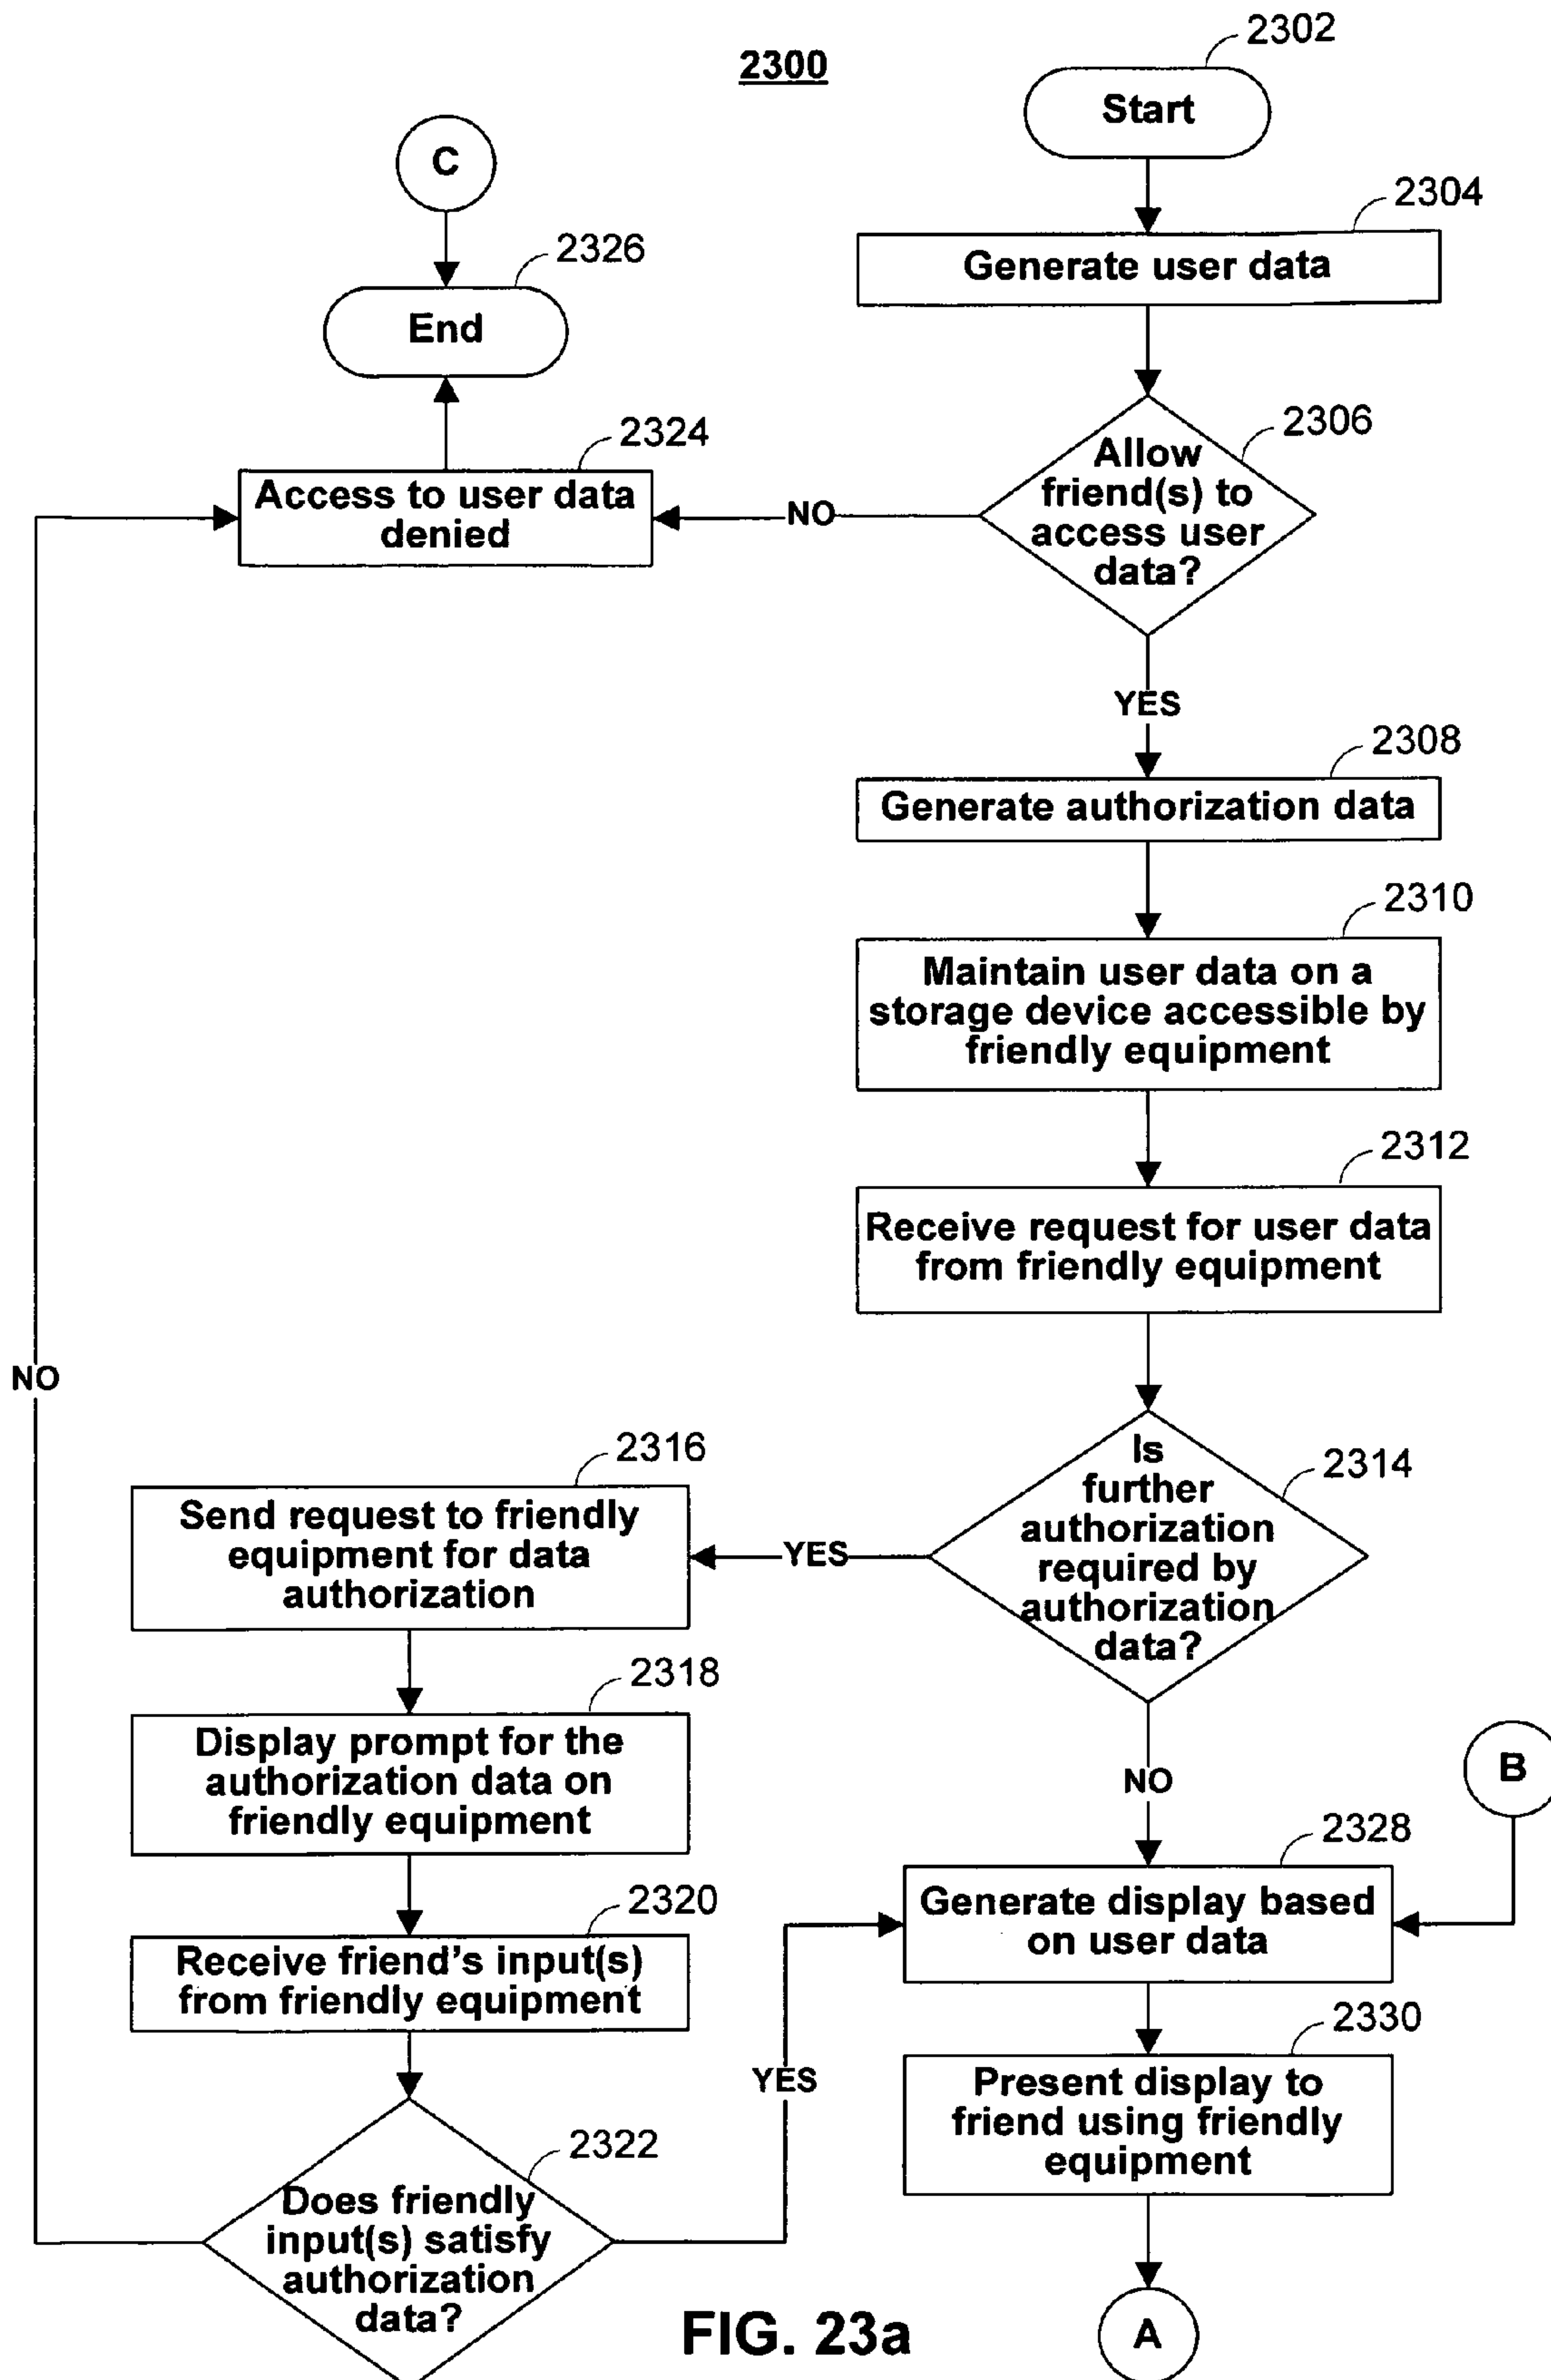 2300
2302
Start
C
2304
Generate user data
2326
End
2306
Allow
friend(s) to
access user
data?
2324
Access to user data
denied
NO
YES
2308
Generate authorization data
2310
Maintain user data on a
storage device accessible by
friendly equipment
2312
Receive request for user data
from friendly equipment
NO
2314
Is
further
authorization
required by
authorization
data?
YES
2316
Send request to friendly
equipment for data
authorization
2318
Display prompt for the
authorization data on
friendly equipment
NO
B
2328
Generate display based
on user data
2320
Receive friend's input(s)
from friendly equipment
2330
Present display to
friend using friendly
equipment
YES
2322
Does friendly
input(s) satisfy
authorization
data?
A
FIG. 23a